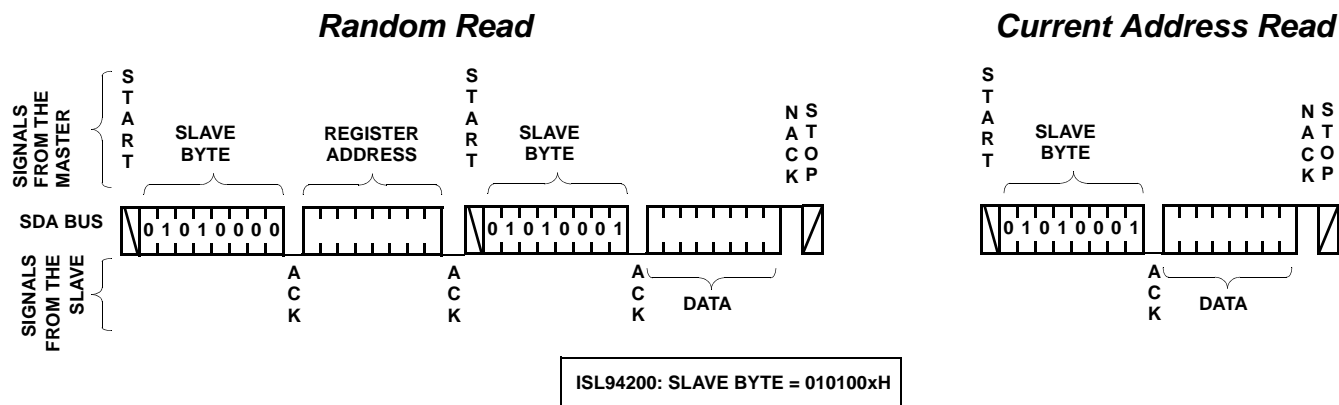 Random Read
SIGNALS FROM THE MASTER
START
SLAVE BYTE
REGISTER ADDRESS
START
SLAVE BYTE
NACK
STOP
SDA BUS
0 1 0 1 0 0 0 0
0 1 0 1 0 0 0 1
SIGNALS FROM THE SLAVE
ACK
ACK
ACK
DATA
Current Address Read
START
SLAVE BYTE
NACK
STOP
0 1 0 1 0 0 0 1
ACK
DATA
ISL94200: SLAVE BYTE = 010100xH